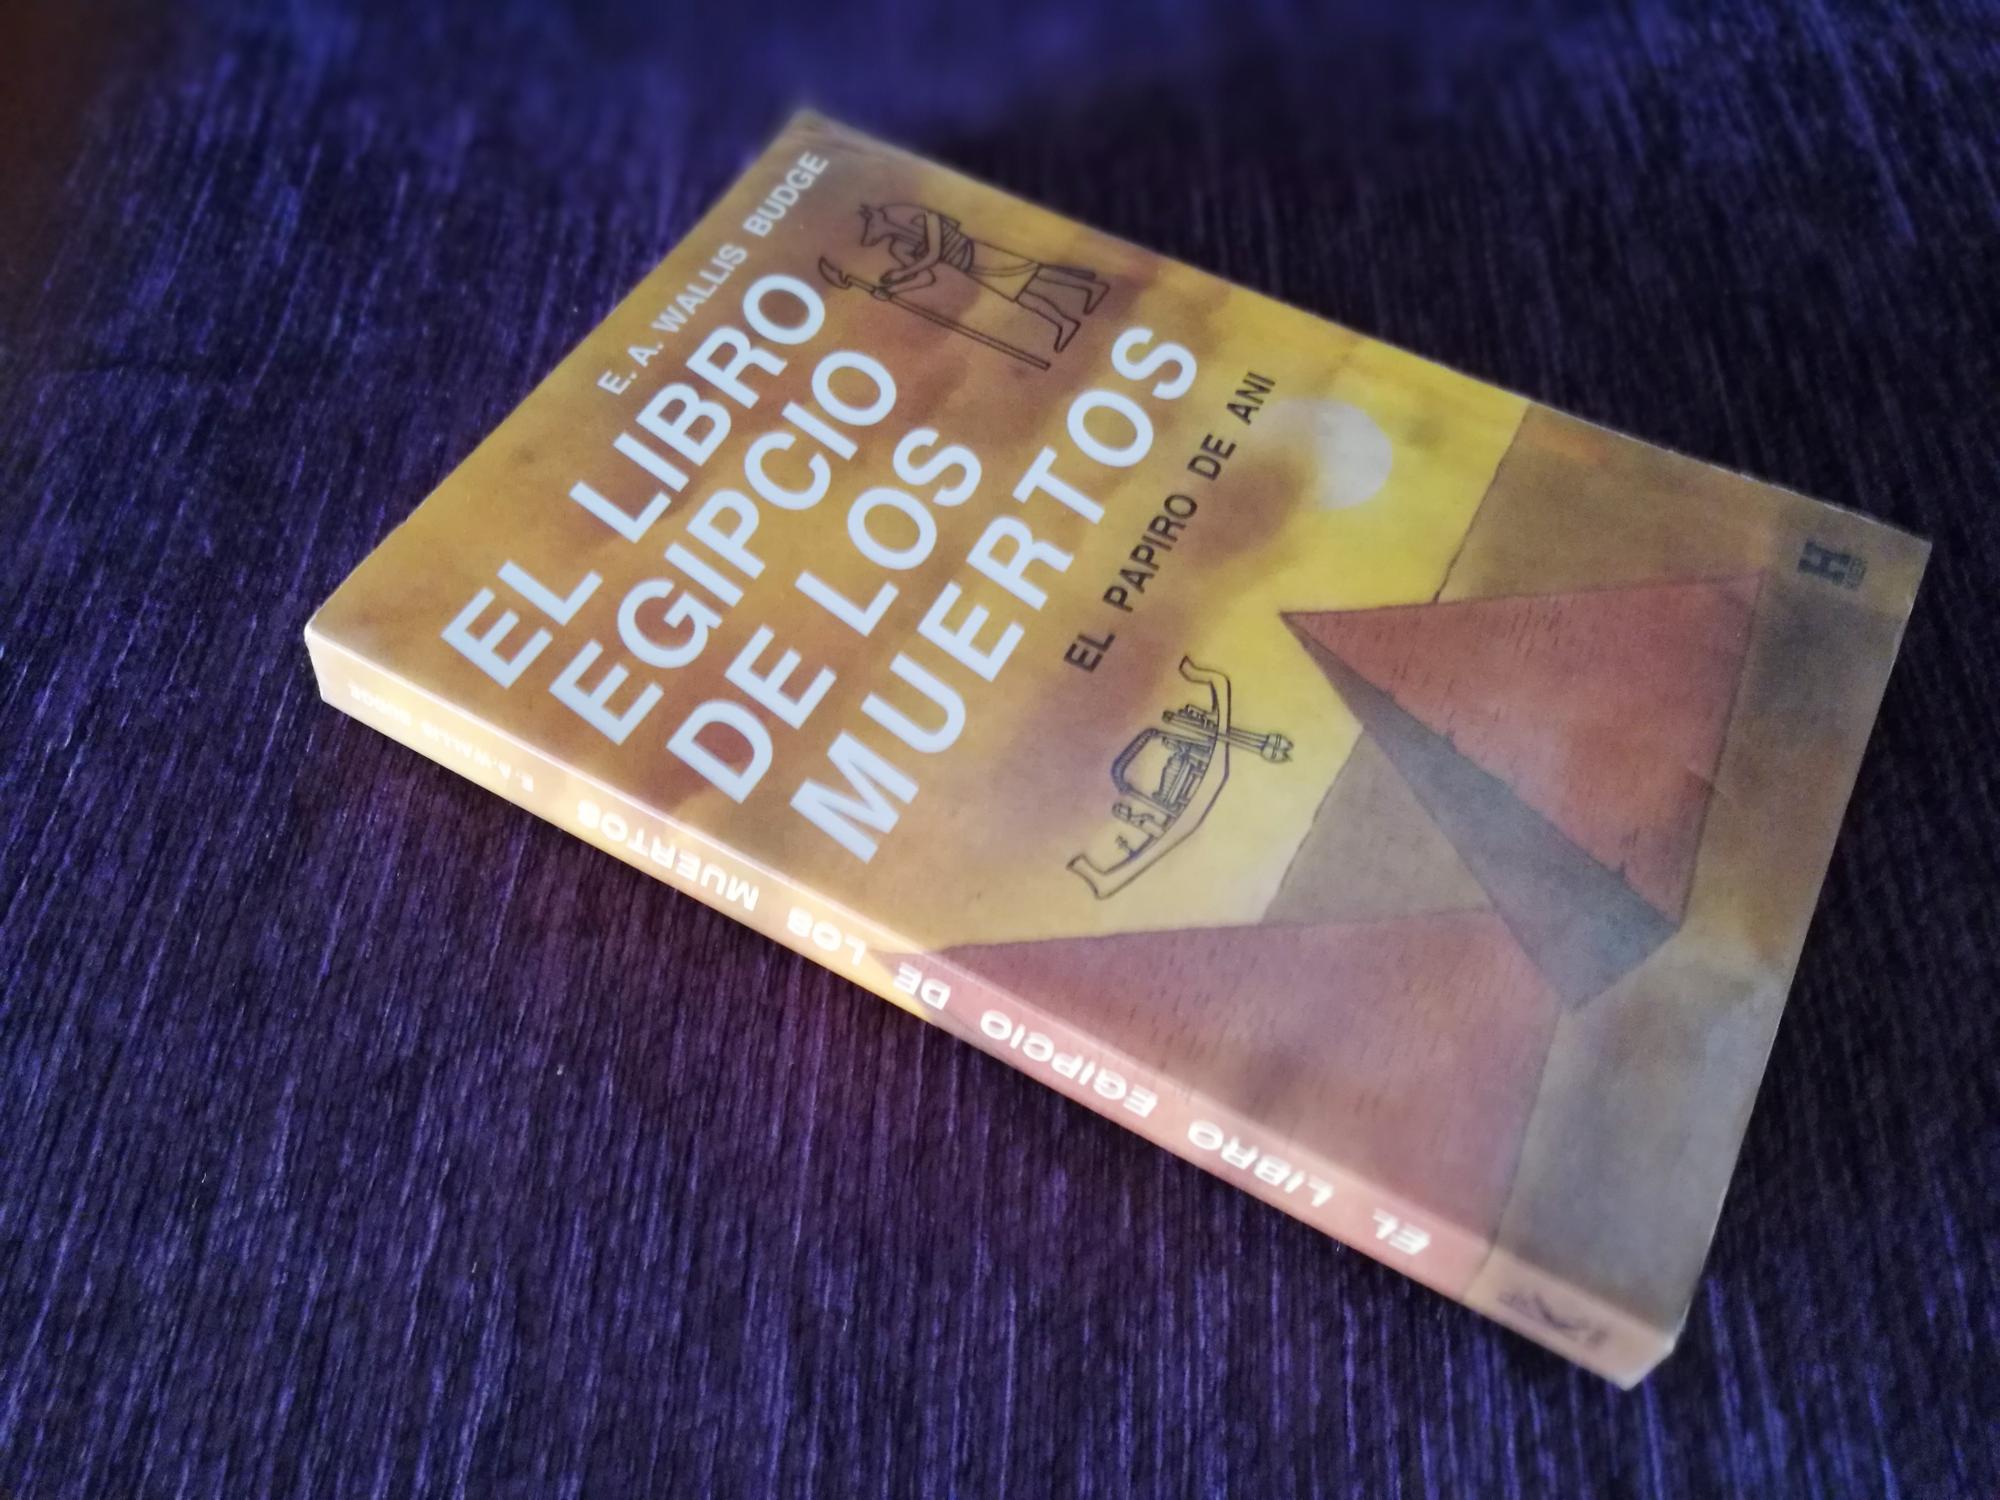 E. A. WALLIS BUDGE
EL LIBRO
EGIPCIO
DE LOS
MUERTOS
EL PAPIRO DE ANI
H
EL LIBRO EGIPCIO DE LOS MUERTOS E. A. WALLIS BUDGE